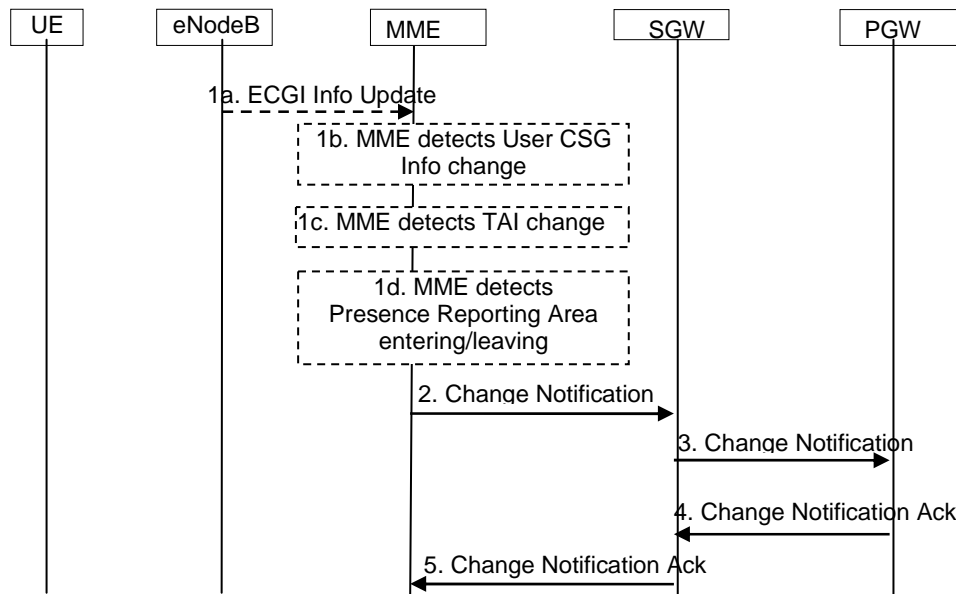 UE
eNodeB
MME
SGW
PGW
1a. ECGI Info Update
1b. MME detects User CSG
Info change
1c. MME detects TAI change
1d. MME detects
Presence Reporting Area
entering/leaving
2. Change Notification
3. Change Notification
4. Change Notification Ack
5. Change Notification Ack